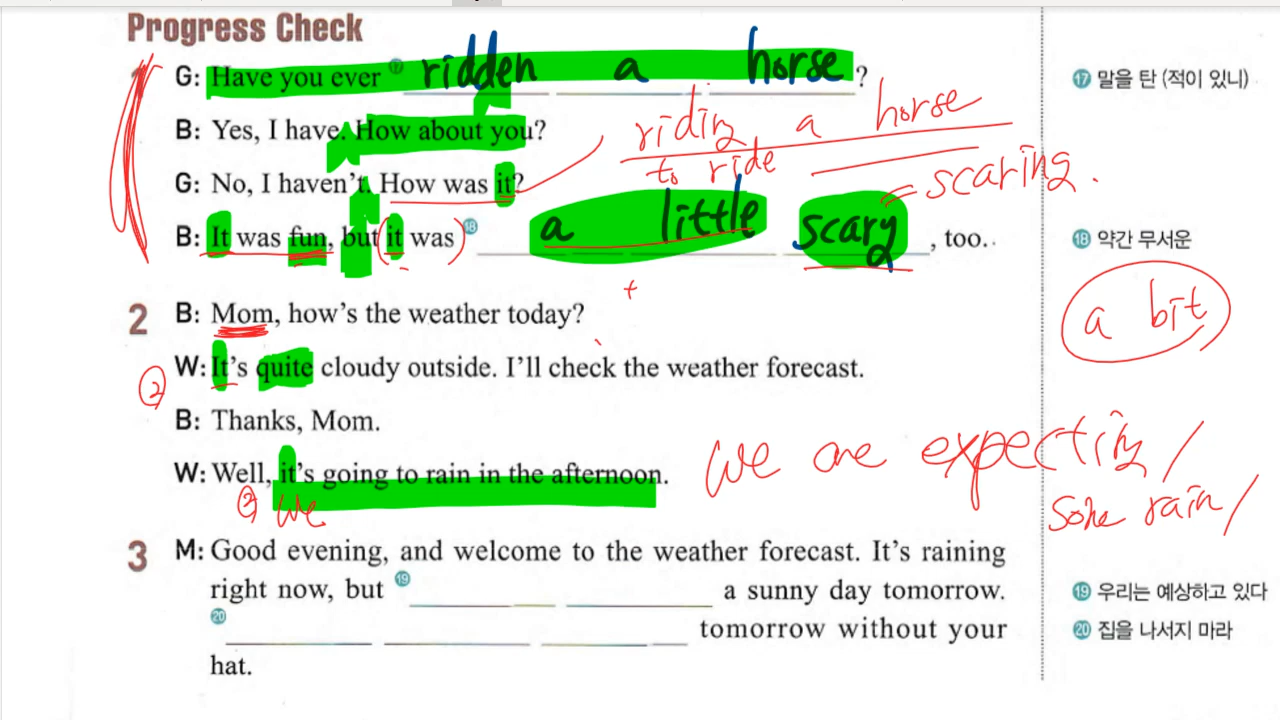 Progress Check
G: Have you ever ⑰ ridden a horse ? ⑰ 말을 탄 (적이 있니)
B: Yes, I have. How about you?
riding a horse
to ride
G: No, I haven't. How was it?
= scaring.
B: It was fun, but (it was) ⑱ a little scary, too. ⑱ 약간 무서운
+
a bit
2 B: Mom, how's the weather today?
② W: It's quite cloudy outside. I'll check the weather forecast.
B: Thanks, Mom.
W: Well, it's going to rain in the afternoon.
We are expecting /
some rain /
② we
3 M: Good evening, and welcome to the weather forecast. It's raining
right now, but ⑲ a sunny day tomorrow. ⑲ 우리는 예상하고 있다
⑳ tomorrow without your ⑳ 집을 나서지 마라
hat.